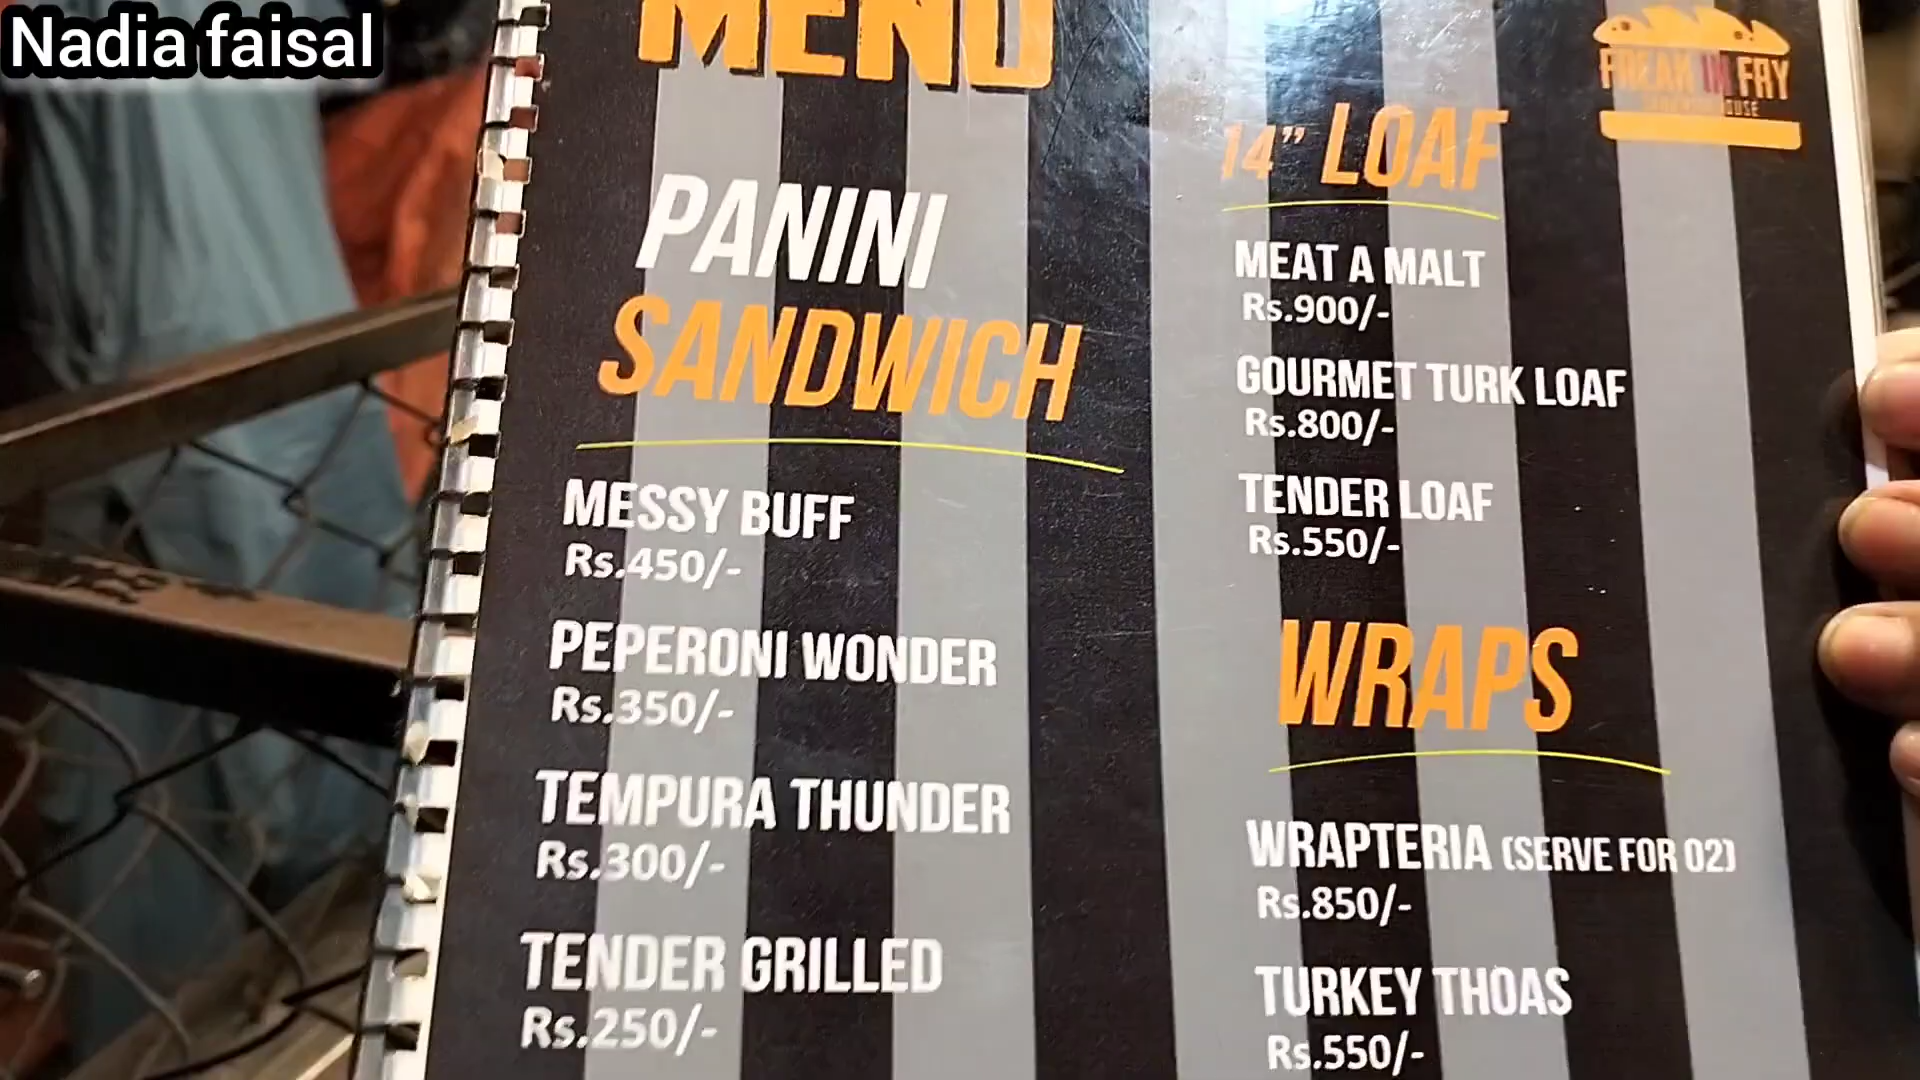 Nadia faisal
MENU
FREAK IN FRY
PANINI
SANDWICH
MESSY BUFF
Rs.450/-
PEPERONI WONDER
Rs.350/-
TEMPURA THUNDER
Rs.300/-
TENDER GRILLED
Rs.250/-
14” LOAF
MEAT A MALT
Rs.900/-
GOURMET TURK LOAF
Rs.800/-
TENDER LOAF
Rs.550/-
WRAPS
WRAPTERIA (SERVE FOR 02)
Rs.850/-
TURKEY THOAS
Rs.550/-